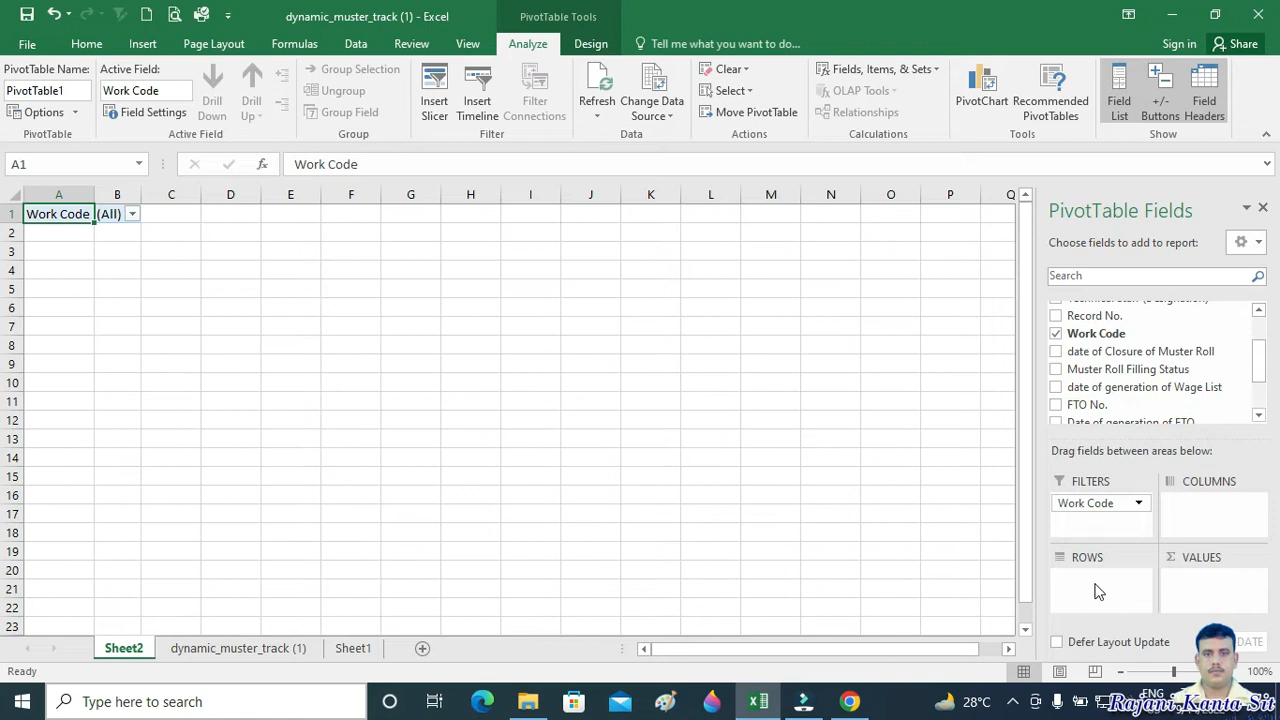 dynamic_muster_track (1) - Excel
PivotTable Tools
File Home Insert Page Layout Formulas Data Review View Analyze Design Tell me what you want to do... Sign in Share
PivotTable Name:
PivotTable1
Options
PivotTable
Active Field:
Work Code
Field Settings
Drill Down
Drill Up
Active Field
Group Selection
Ungroup
Group Field
Group
Insert Slicer
Insert Timeline
Filter Connections
Filter
Refresh
Change Data Source
Data
Clear
Select
Move PivotTable
Actions
Fields, Items, & Sets
OLAP Tools
Relationships
Calculations
PivotChart
Recommended PivotTables
Tools
Field List
+/- Buttons
Field Headers
Show
A1
fx
Work Code
A B C D E F G H I J K L M N O P Q
1 Work Code (All)
2
3
4
5
6
7
8
9
10
11
12
13
14
15
16
17
18
19
20
21
22
23
PivotTable Fields
Choose fields to add to report:
Search
Record No.
Work Code
date of Closure of Muster Roll
Muster Roll Filling Status
date of generation of Wage List
FTO No.
Date of generation of FTO
Drag fields between areas below:
FILTERS
Work Code
COLUMNS
ROWS
Σ VALUES
Defer Layout Update
Sheet2 dynamic_muster_track (1) Sheet1
Ready
100%
Type here to search
28°C
ENG
Rajani Kanta Sit